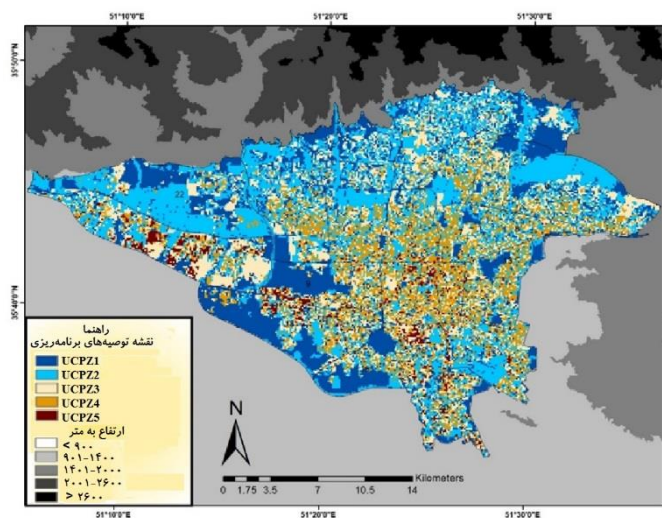 51°10'0"E 51°20'0"E 51°30'0"E
35°50'0"N
35°40'0"N
22
راهنما
نقشه توصیه‌های برنامه‌ریزی
UCPZ1
UCPZ2
UCPZ3
UCPZ4
UCPZ5
ارتفاع به متر
< ۹۰۰
۹۰۱-۱۴۰۰
۱۴۰۱-۲۰۰۰
۲۰۰۱-۲۶۰۰
> ۲۶۰۰
N
Kilometers
0 1.75 3.5 7 10.5 14
51°10'0"E 51°20'0"E 51°30'0"E